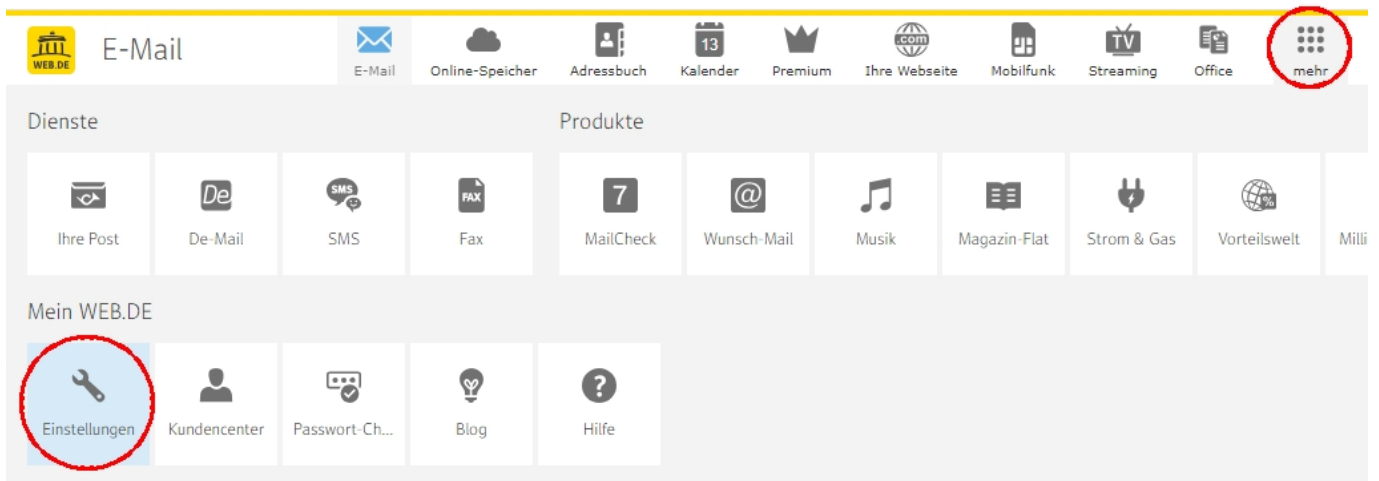 WEB.DE
E-Mail
E-Mail
Online-Speicher
Adressbuch
13
Kalender
Premium
.com
Ihre Webseite
Mobilfunk
TV
Streaming
Office
mehr
Dienste
Produkte
Ihre Post
De
De-Mail
SMS
SMS
FAX
Fax
7
MailCheck
@
Wunsch-Mail
Musik
Magazin-Flat
Strom & Gas
%
Vorteilswelt
Milli
Mein WEB.DE
Einstellungen
Kundencenter
Passwort-Ch...
Blog
?
Hilfe